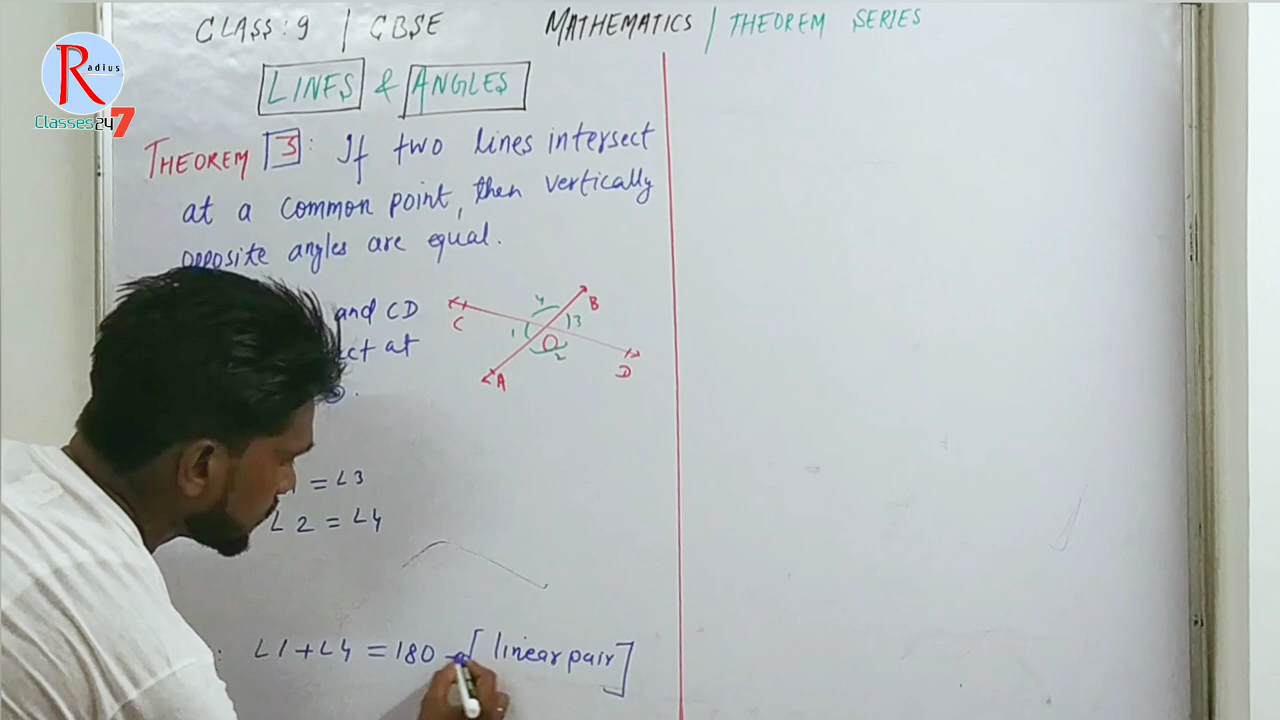 CLASS: 9 | CBSE MATHEMATICS | THEOREM SERIES
Radius
Classes247
LINES & ANGLES
THEOREM 3: If two lines intersect
at a common point, then vertically
opposite angles are equal.
and CD
at
C 4 B
1 3
O
2
A D
= ∠3
∠2 = ∠4
: ∠1+∠4 = 180 [linear pair]